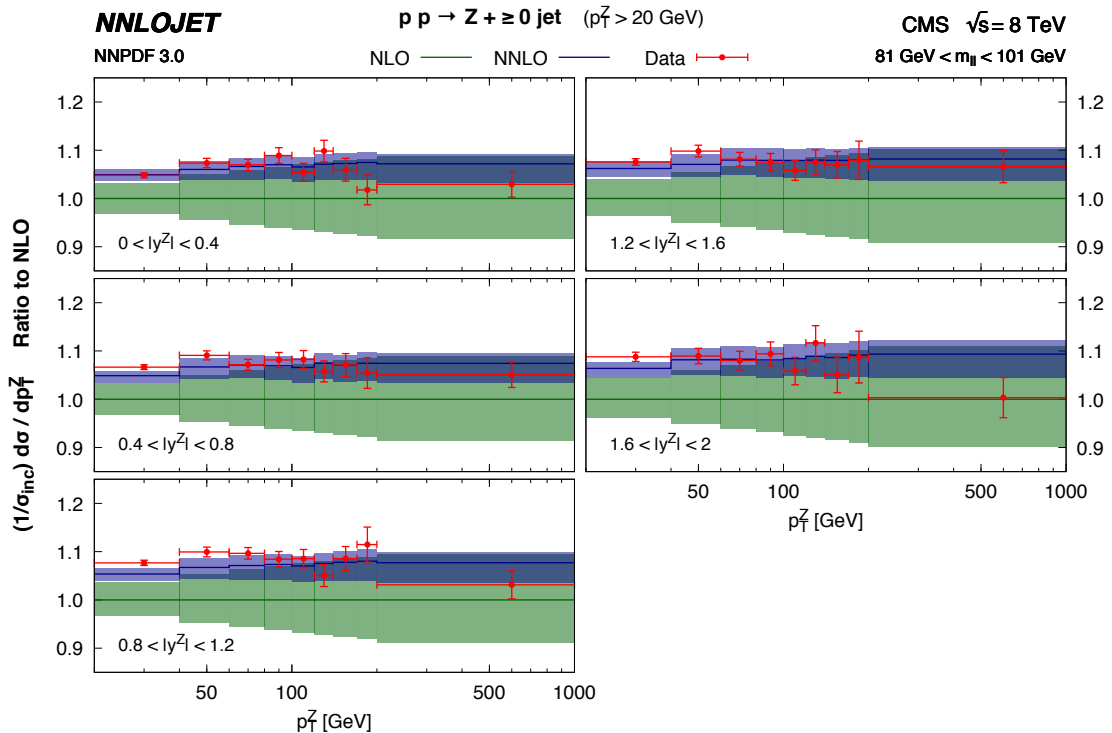 NNLOJET p p → Z + ≥ 0 jet (p_T^Z > 20 GeV) CMS √s = 8 TeV
NNPDF 3.0 NLO NNLO Data 81 GeV < m_ll < 101 GeV
Ratio to NLO
(1/σ_inc) dσ / dp_T^Z
1.2
1.1
1.0
0.9
0 < |y^Z| < 0.4
1.2
1.1
1.0
0.9
1.2 < |y^Z| < 1.6
1.2
1.1
1.0
0.9
0.4 < |y^Z| < 0.8
1.2
1.1
1.0
0.9
1.6 < |y^Z| < 2
50 100 500 1000
p_T^Z [GeV]
1.2
1.1
1.0
0.9
0.8 < |y^Z| < 1.2
50 100 500 1000
p_T^Z [GeV]